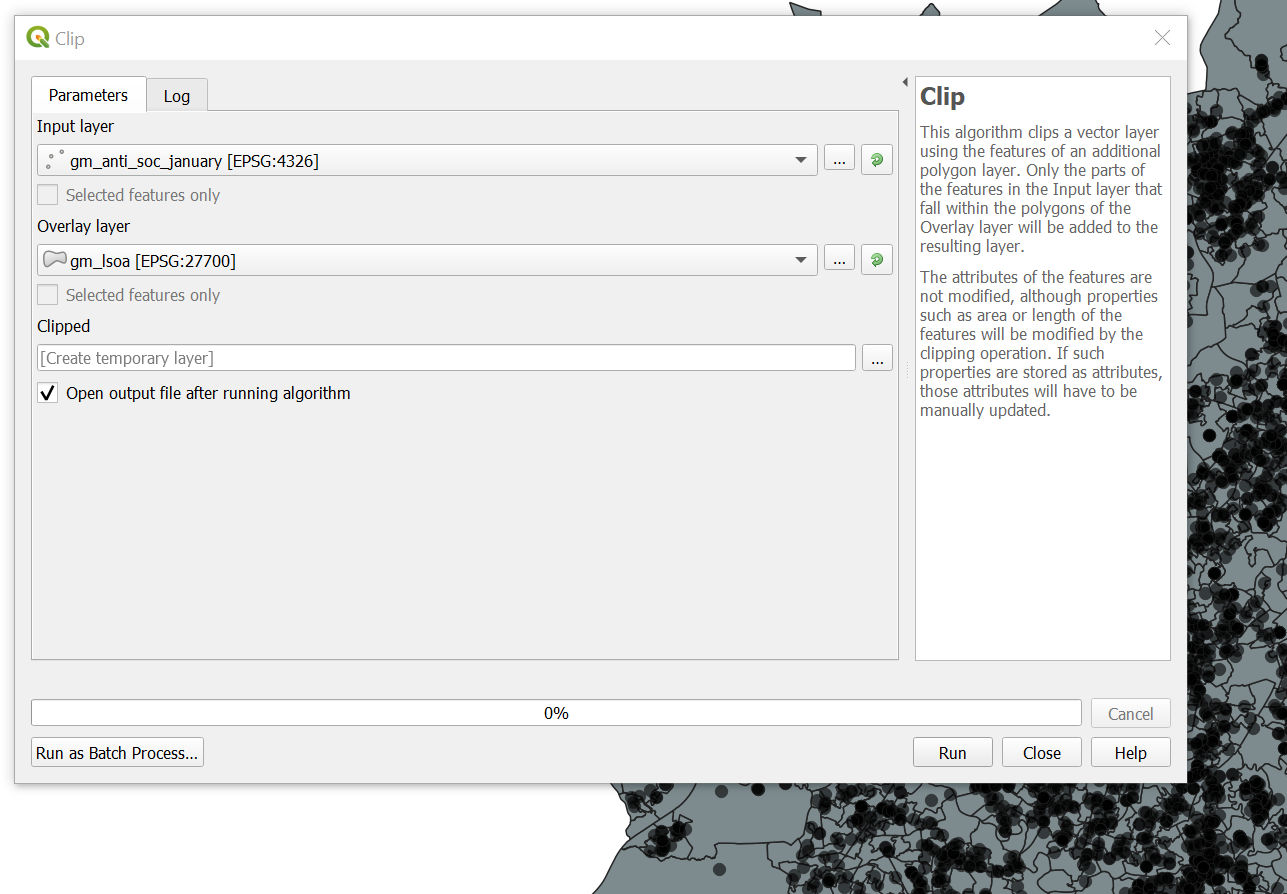 Clip
Parameters
Log
Input layer
gm_anti_soc_january [EPSG:4326]
...
Selected features only
Overlay layer
gm_lsoa [EPSG:27700]
...
Selected features only
Clipped
[Create temporary layer]
...
Open output file after running algorithm
Clip
This algorithm clips a vector layer
using the features of an additional
polygon layer. Only the parts of
the features in the Input layer that
fall within the polygons of the
Overlay layer will be added to the
resulting layer.
The attributes of the features are
not modified, although properties
such as area or length of the
features will be modified by the
clipping operation. If such
properties are stored as attributes,
those attributes will have to be
manually updated.
0%
Cancel
Run as Batch Process...
Run
Close
Help